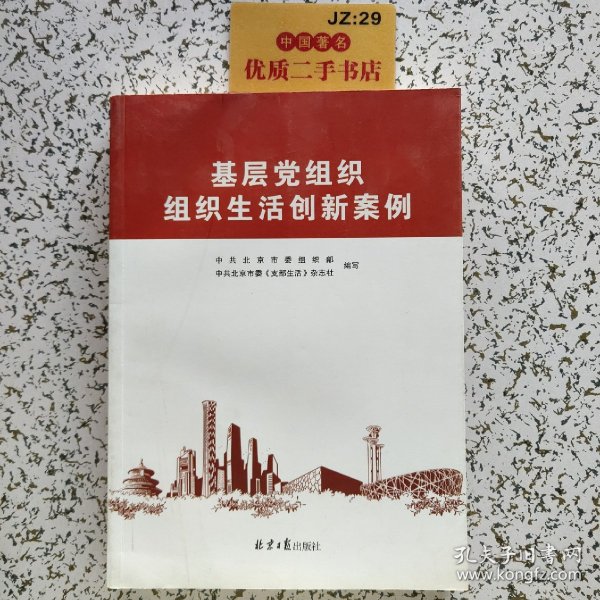 JZ:29
中国著名
优质二手书店
基层党组织
组织生活创新案例
中共北京市委组织部
中共北京市委《支部生活》杂志社
编写
北京日报出版社
孔夫子旧书网
www.kongfz.com